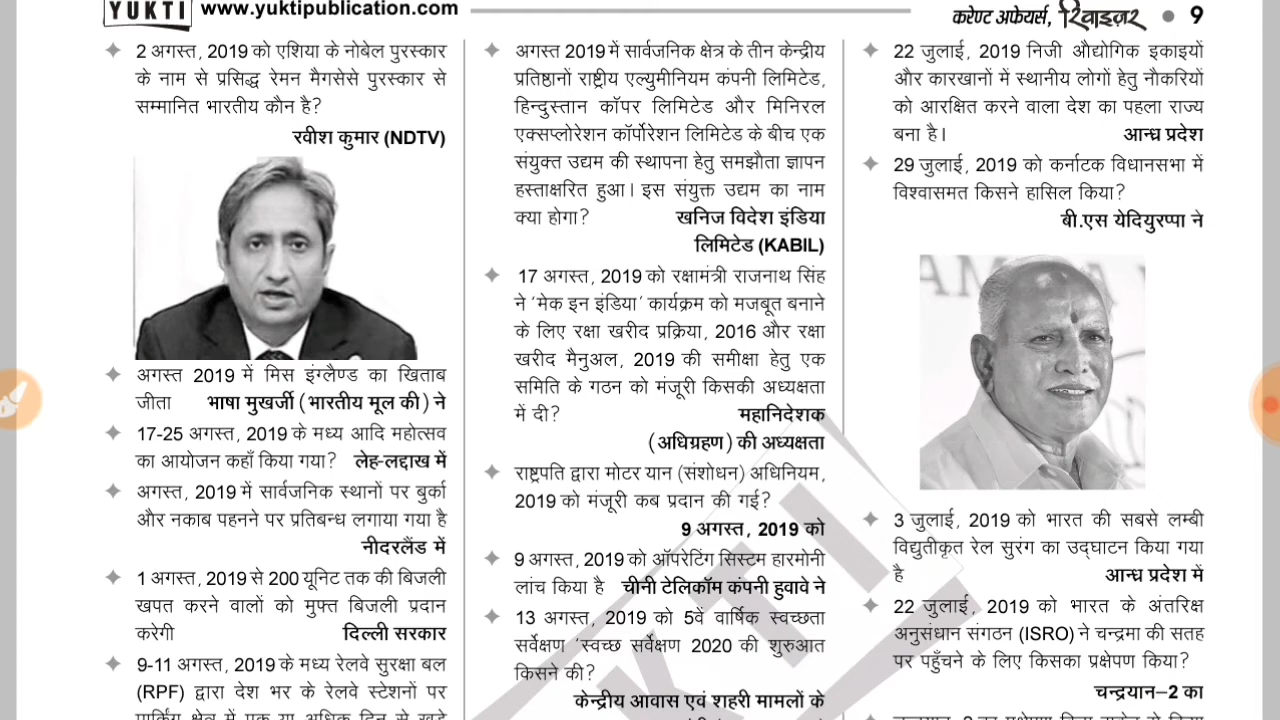 YUKTI www.yuktipublication.com
करेण्ट अफेयर्स, रिवाइज़र ● 9
2 अगस्त, 2019 को एशिया के नोबेल पुरस्कार
के नाम से प्रसिद्ध रेमन मैगसेसे पुरस्कार से
सम्मानित भारतीय कौन है?
रवीश कुमार (NDTV)
अगस्त 2019 में मिस इंग्लैण्ड का खिताब
जीता भाषा मुखर्जी (भारतीय मूल की) ने
17-25 अगस्त, 2019 के मध्य आदि महोत्सव
का आयोजन कहाँ किया गया? लेह-लद्दाख में
अगस्त, 2019 में सार्वजनिक स्थानों पर बुर्का
और नकाब पहनने पर प्रतिबन्ध लगाया गया है
नीदरलैंड में
1 अगस्त, 2019 से 200 यूनिट तक की बिजली
खपत करने वालों को मुफ्त बिजली प्रदान
करेगी दिल्ली सरकार
9-11 अगस्त, 2019 के मध्य रेलवे सुरक्षा बल
(RPF) द्वारा देश भर के रेलवे स्टेशनों पर
अगस्त 2019 में सार्वजनिक क्षेत्र के तीन केन्द्रीय
प्रतिष्ठानों राष्ट्रीय एल्युमीनियम कंपनी लिमिटेड,
हिन्दुस्तान कॉपर लिमिटेड और मिनिरल
एक्सप्लोरेशन कॉर्पोरेशन लिमिटेड के बीच एक
संयुक्त उद्यम की स्थापना हेतु समझौता ज्ञापन
हस्ताक्षरित हुआ। इस संयुक्त उद्यम का नाम
क्या होगा? खनिज विदेश इंडिया
लिमिटेड (KABIL)
17 अगस्त, 2019 को रक्षामंत्री राजनाथ सिंह
ने 'मेक इन इंडिया' कार्यक्रम को मजबूत बनाने
के लिए रक्षा खरीद प्रक्रिया, 2016 और रक्षा
खरीद मैनुअल, 2019 की समीक्षा हेतु एक
समिति के गठन को मंजूरी किसकी अध्यक्षता
में दी? महानिदेशक
(अधिग्रहण) की अध्यक्षता
राष्ट्रपति द्वारा मोटर यान (संशोधन) अधिनियम,
2019 को मंजूरी कब प्रदान की गई?
9 अगस्त, 2019 को
9 अगस्त, 2019 को ऑपरेटिंग सिस्टम हारमोनी
लांच किया है चीनी टेलिकॉम कंपनी हुवावे ने
13 अगस्त, 2019 को 5वें वार्षिक स्वच्छता
सर्वेक्षण 'स्वच्छ सर्वेक्षण 2020 की शुरुआत
किसने की?
केन्द्रीय आवास एवं शहरी मामलों के
22 जुलाई, 2019 निजी औद्योगिक इकाइयों
और कारखानों में स्थानीय लोगों हेतु नौकरियों
को आरक्षित करने वाला देश का पहला राज्य
बना है। आन्ध्र प्रदेश
29 जुलाई, 2019 को कर्नाटक विधानसभा में
विश्वासमत किसने हासिल किया?
बी.एस येदियुरप्पा ने
3 जुलाई, 2019 को भारत की सबसे लम्बी
विद्युतीकृत रेल सुरंग का उद्घाटन किया गया
है आन्ध्र प्रदेश में
22 जुलाई, 2019 को भारत के अंतरिक्ष
अनुसंधान संगठन (ISRO) ने चन्द्रमा की सतह
पर पहुँचने के लिए किसका प्रक्षेपण किया?
चन्द्रयान–2 का